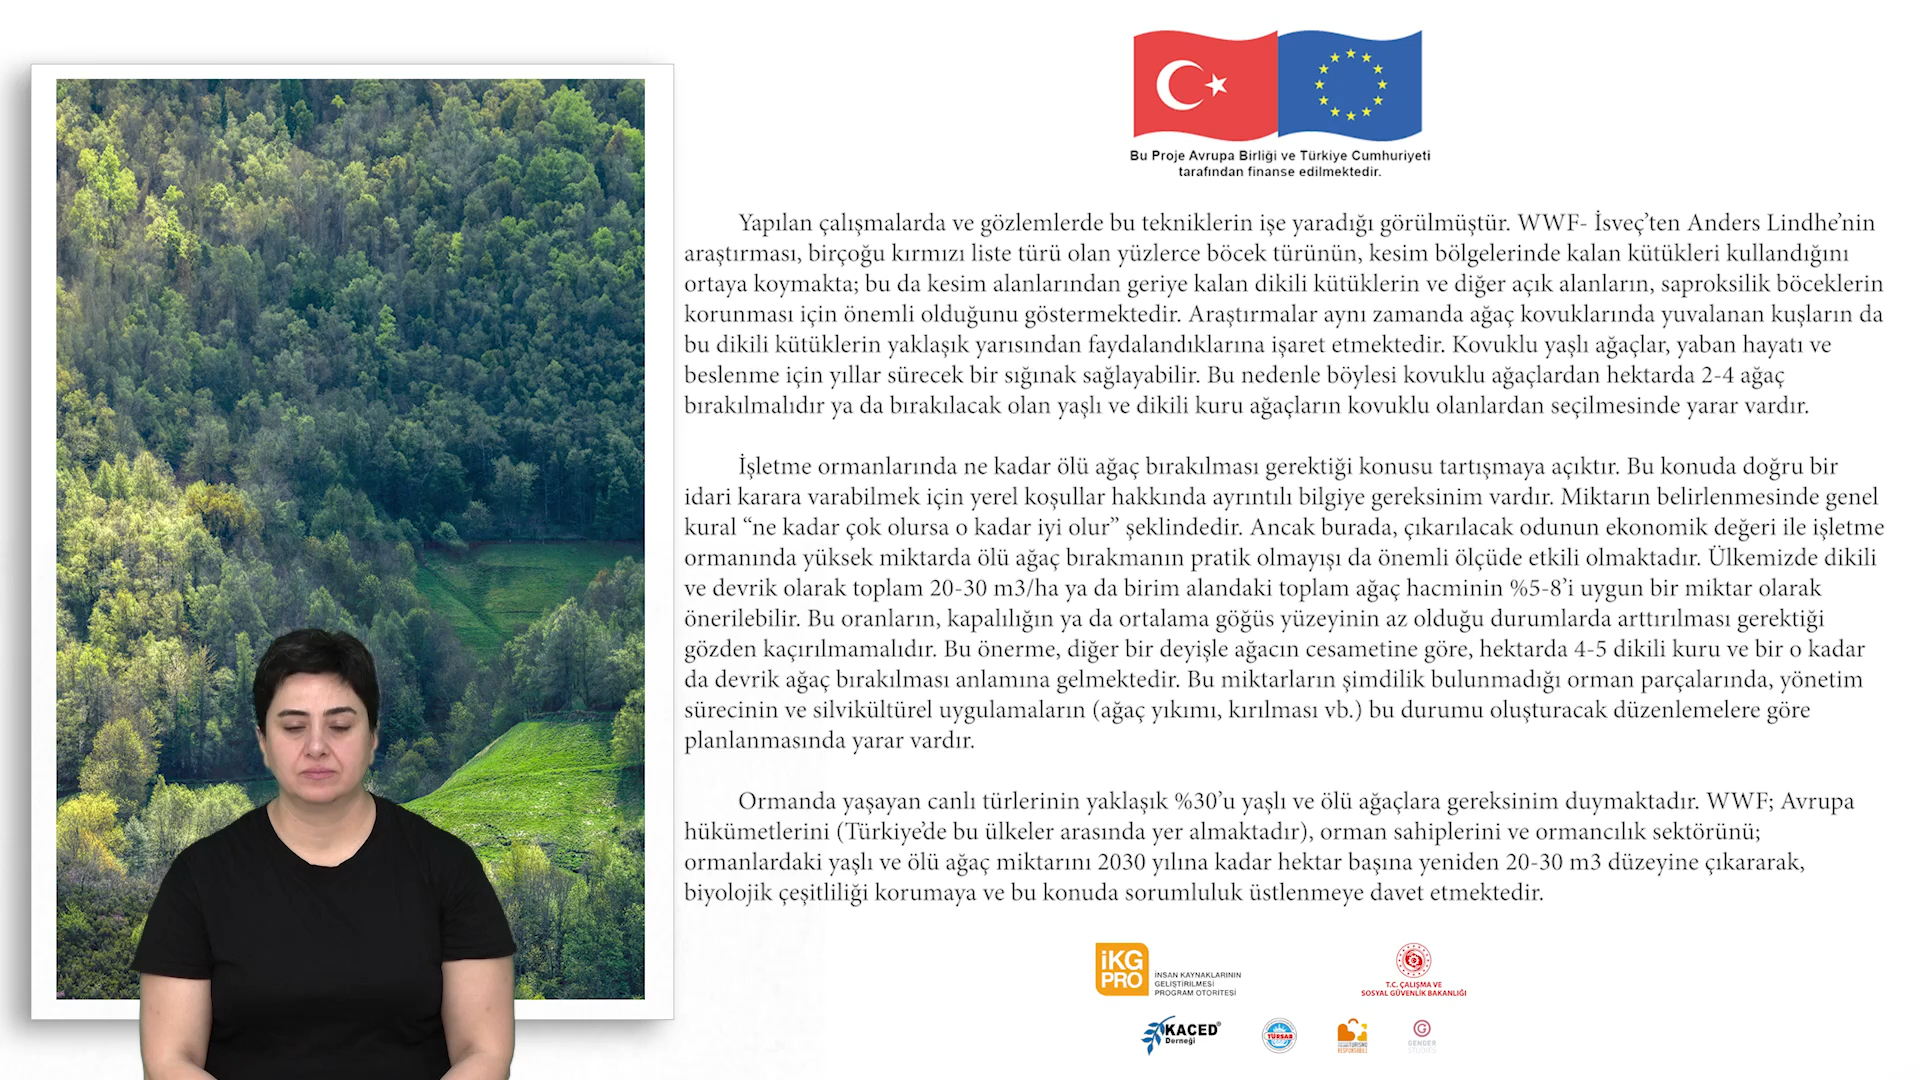 Bu Proje Avrupa Birliği ve Türkiye Cumhuriyeti
tarafından finanse edilmektedir.
Yapılan çalışmalarda ve gözlemlerde bu tekniklerin işe yaradığı görülmüştür. WWF- İsveç’ten Anders Lindhe’nin
araştırması, birçoğu kırmızı liste türü olan yüzlerce böcek türünün, kesim bölgelerinde kalan kütükleri kullandığını
ortaya koymakta; bu da kesim alanlarından geriye kalan dikili kütüklerin ve diğer açık alanların, saproksilik böceklerin
korunması için önemli olduğunu göstermektedir. Araştırmalar aynı zamanda ağaç kovuklarında yuvalanan kuşların da
bu dikili kütüklerin yaklaşık yarısından faydalandıklarına işaret etmektedir. Kovuklu yaşlı ağaçlar, yaban hayatı ve
beslenme için yıllar sürecek bir sığınak sağlayabilir. Bu nedenle böylesi kovuklu ağaçlardan hektarda 2-4 ağaç
bırakılmalıdır ya da bırakılacak olan yaşlı ve dikili kuru ağaçların kovuklu olanlardan seçilmesinde yarar vardır.
İşletme ormanlarında ne kadar ölü ağaç bırakılması gerektiği konusu tartışmaya açıktır. Bu konuda doğru bir
idari karara varabilmek için yerel koşullar hakkında ayrıntılı bilgiye gereksinim vardır. Miktarın belirlenmesinde genel
kural “ne kadar çok olursa o kadar iyi olur” şeklindedir. Ancak burada, çıkarılacak odunun ekonomik değeri ile işletme
ormanında yüksek miktarda ölü ağaç bırakmanın pratik olmayışı da önemli ölçüde etkili olmaktadır. Ülkemizde dikili
ve devrik olarak toplam 20-30 m3/ha ya da birim alandaki toplam ağaç hacminin %5-8’i uygun bir miktar olarak
önerilebilir. Bu oranların, kapalılığın ya da ortalama göğüs yüzeyinin az olduğu durumlarda arttırılması gerektiği
gözden kaçırılmamalıdır. Bu önerme, diğer bir deyişle ağacın cesametine göre, hektarda 4-5 dikili kuru ve bir o kadar
da devrik ağaç bırakılması anlamına gelmektedir. Bu miktarların şimdilik bulunmadığı orman parçalarında, yönetim
sürecinin ve silvikültürel uygulamaların (ağaç yıkımı, kırılması vb.) bu durumu oluşturacak düzenlemelere göre
planlanmasında yarar vardır.
Ormanda yaşayan canlı türlerinin yaklaşık %30’u yaşlı ve ölü ağaçlara gereksinim duymaktadır. WWF; Avrupa
hükümetlerini (Türkiye’de bu ülkeler arasında yer almaktadır), orman sahiplerini ve ormancılık sektörünü;
ormanlardaki yaşlı ve ölü ağaç miktarını 2030 yılına kadar hektar başına yeniden 20-30 m3 düzeyine çıkararak,
biyolojik çeşitliliği korumaya ve bu konuda sorumluluk üstlenmeye davet etmektedir.
iKG
PRO
İNSAN KAYNAKLARININ
GELİŞTİRİLMESİ
PROGRAM OTORİTESİ
T.C. ÇALIŞMA VE
SOSYAL GÜVENLİK BAKANLIĞI
KACED®
Derneği
TÜRSAB
TURISMO
RESPONSABILE
G
GENDER
STUDIES